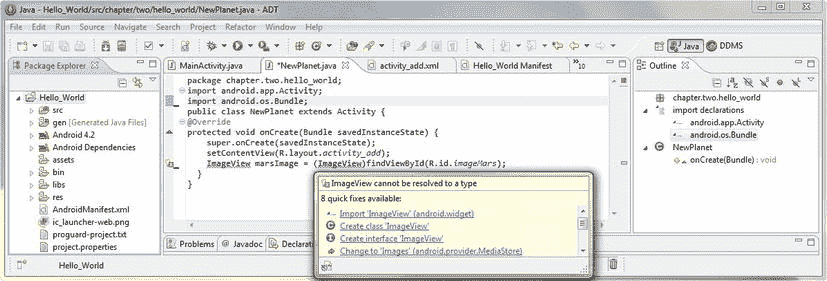 Java - Hello_World/src/chapter/two/hello_world/NewPlanet.java - ADT
File Edit Run Source Navigate Search Project Refactor Window Help
Java DDMS
Package Explorer
Hello_World
src
gen [Generated Java Files]
Android 4.2
Android Dependencies
assets
bin
libs
res
AndroidManifest.xml
ic_launcher-web.png
proguard-project.txt
project.properties
MainActivity.java *NewPlanet.java activity_add.xml Hello_World Manifest »10
package chapter.two.hello_world;
import android.app.Activity;
import android.os.Bundle;
public class NewPlanet extends Activity {
@Override
protected void onCreate(Bundle savedInstanceState) {
super.onCreate(savedInstanceState);
setContentView(R.layout.activity_add);
ImageView marsImage = (ImageView)findViewById(R.id.imageMars);
}
}
ImageView cannot be resolved to a type
8 quick fixes available:
Import 'ImageView' (android.widget)
Create class 'ImageView'
Create interface 'ImageView'
Change to 'Images' (android.provider.MediaStore)
Problems @ Javadoc Declarati
Outline
chapter.two.hello_world
import declarations
android.app.Activity
android.os.Bundle
NewPlanet
onCreate(Bundle) : void
Hello_World